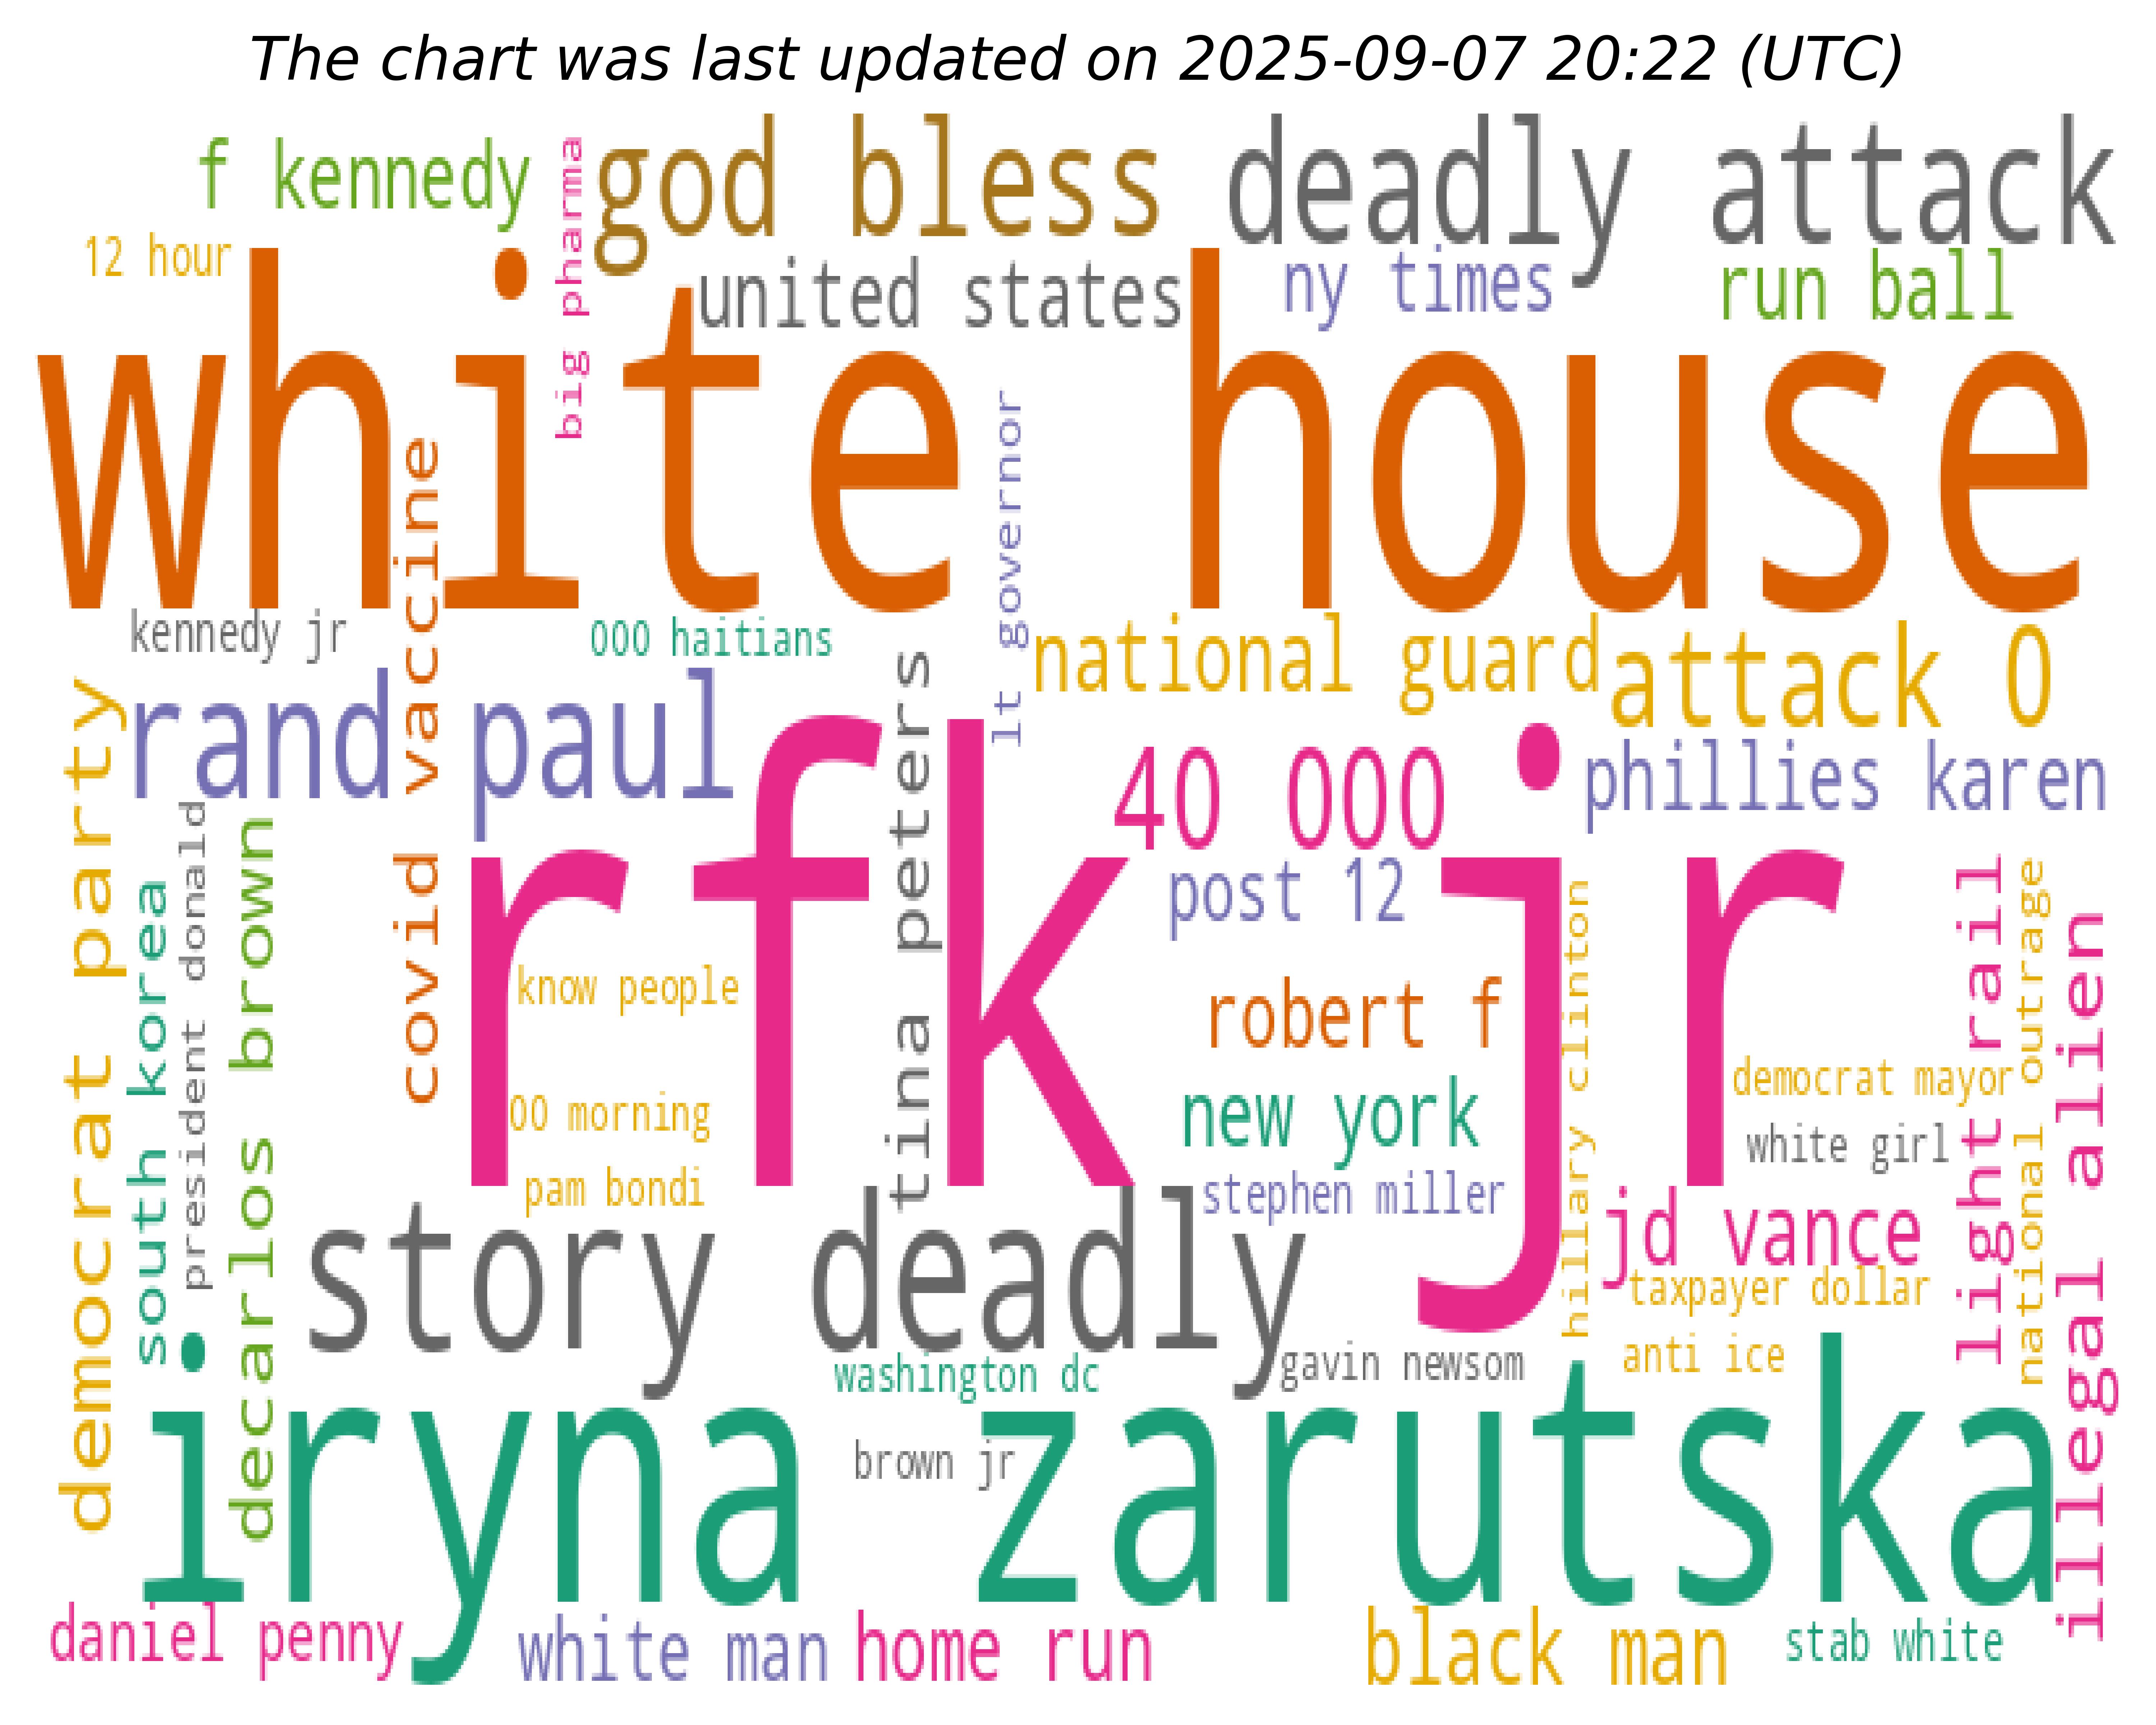 The chart was last updated on 2025-09-07 20:22 (UTC)
f kennedy
big pharma
god bless
deadly attack
12 hour
united states
ny times
run ball
white house
covid vaccine
lt governor
kennedy jr
000 haitians
national guard
attack 0
rand paul
tina peters
democrat party
rfk jr
40 000
phillies karen
president donald
decarlos brown
south korea
post 12
hillary clinton
light rail
national outrage
illegal alien
know people
robert f
democrat mayor
00 morning
new york
white girl
pam bondi
stephen miller
story deadly
jd vance
taxpayer dollar
washington dc
gavin newsom
anti ice
iryna zarutska
brown jr
daniel penny
white man
home run
black man
stab white